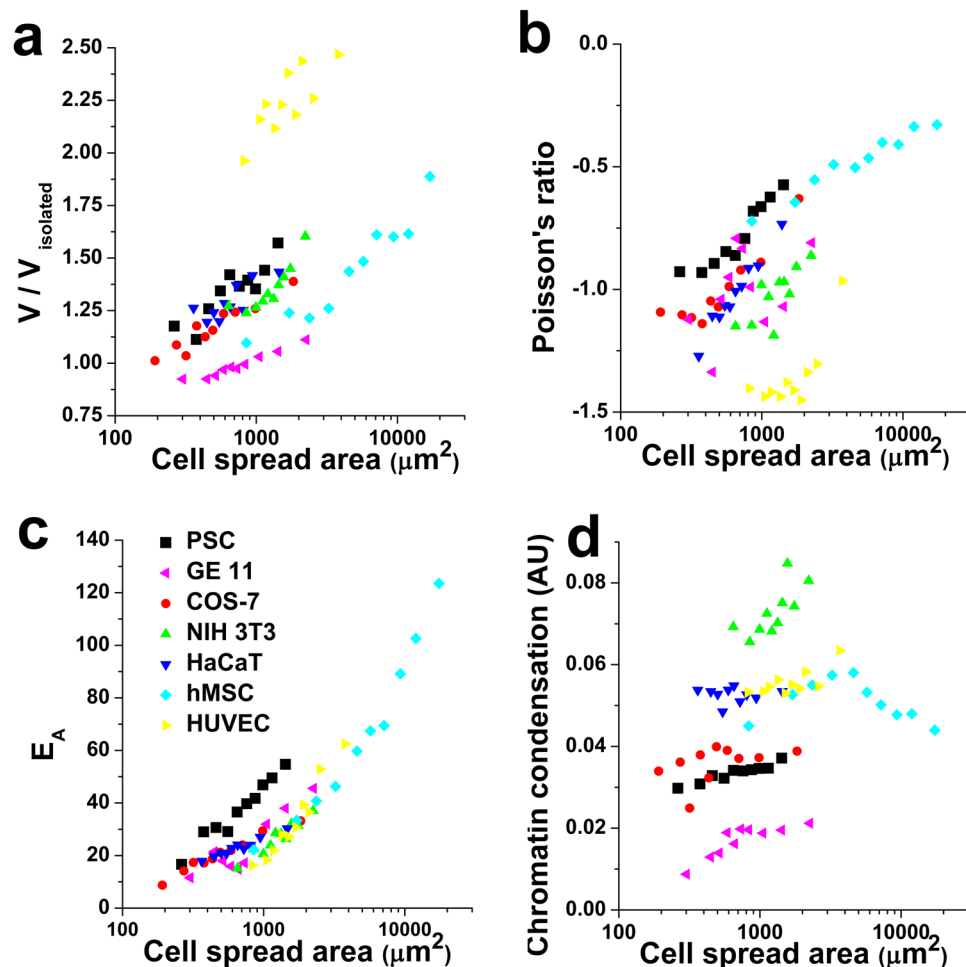 a
2.50
2.25
2.00
1.75
1.50
1.25
1.00
0.75
V / V isolated
100
1000
10000
Cell spread area (μm²)
b
0.0
-0.5
-1.0
-1.5
Poisson's ratio
100
1000
10000
Cell spread area (μm²)
c
140
120
100
80
60
40
20
0
E_A
PSC
GE 11
COS-7
NIH 3T3
HaCaT
hMSC
HUVEC
100
1000
10000
Cell spread area (μm²)
d
0.08
0.06
0.04
0.02
0.00
Chromatin condensation (AU)
100
1000
10000
Cell spread area (μm²)